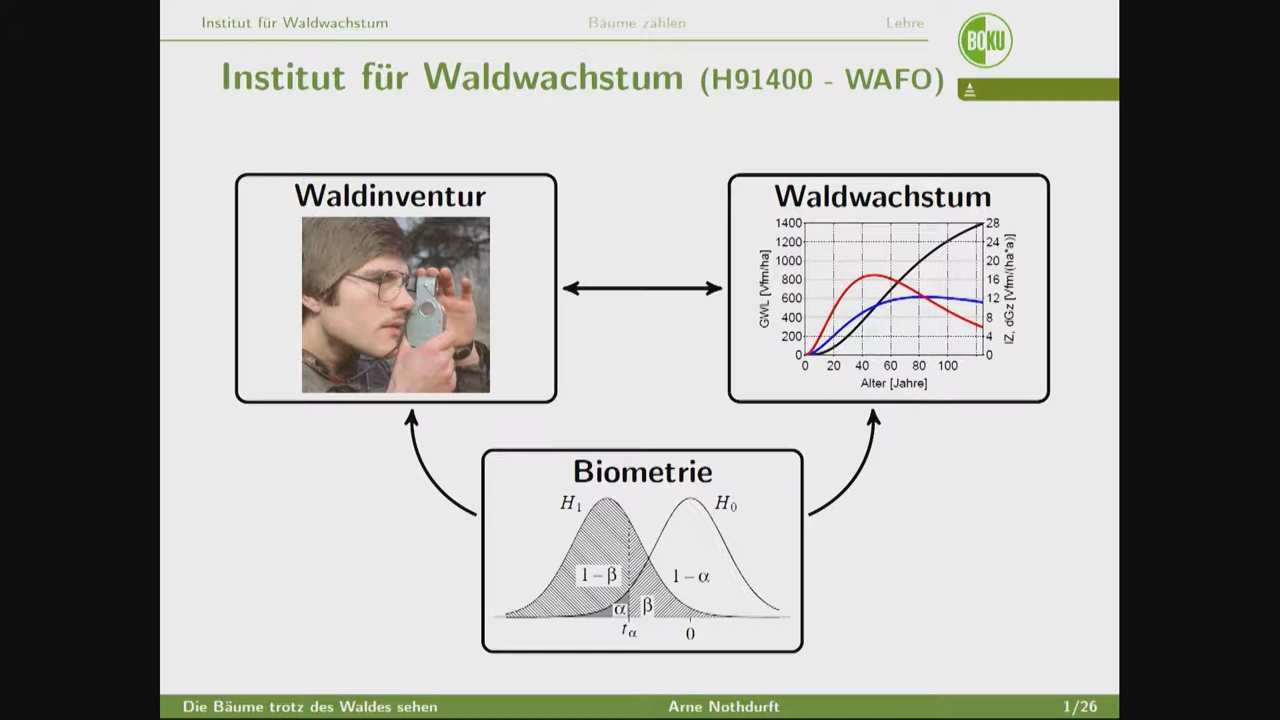 Institut für Waldwachstum Bäume zählen Lehre
BOKU
Institut für Waldwachstum (H91400 - WAFO)
Waldinventur
Waldwachstum
1400
1200
1000
800
600
400
200
0
GWL [Vfm/ha]
28
24
20
16
12
8
4
0
IZ, dGz [Vfm/(ha*a)]
0 20 40 60 80 100
Alter [Jahre]
Biometrie
H₁ H₀
1 – β 1 – α
α β
tα 0
Die Bäume trotz des Waldes sehen Arne Nothdurft 1/26